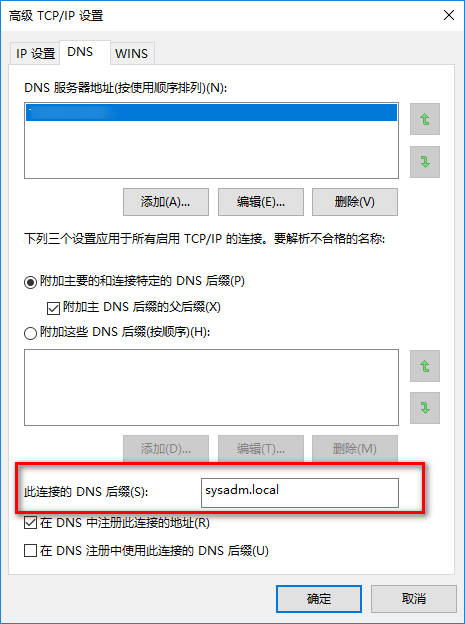 高级 TCP/IP 设置
IP 设置 DNS WINS
DNS 服务器地址(按使用顺序排列)(N):
添加(A)... 编辑(E)... 删除(V)
下列三个设置应用于所有启用 TCP/IP 的连接。要解析不合格的名称:
附加主要的和连接特定的 DNS 后缀(P)
附加主 DNS 后缀的父后缀(X)
附加这些 DNS 后缀(按顺序)(H):
添加(D)... 编辑(T)... 删除(M)
此连接的 DNS 后缀(S): sysadm.local
在 DNS 中注册此连接的地址(R)
在 DNS 注册中使用此连接的 DNS 后缀(U)
确定 取消